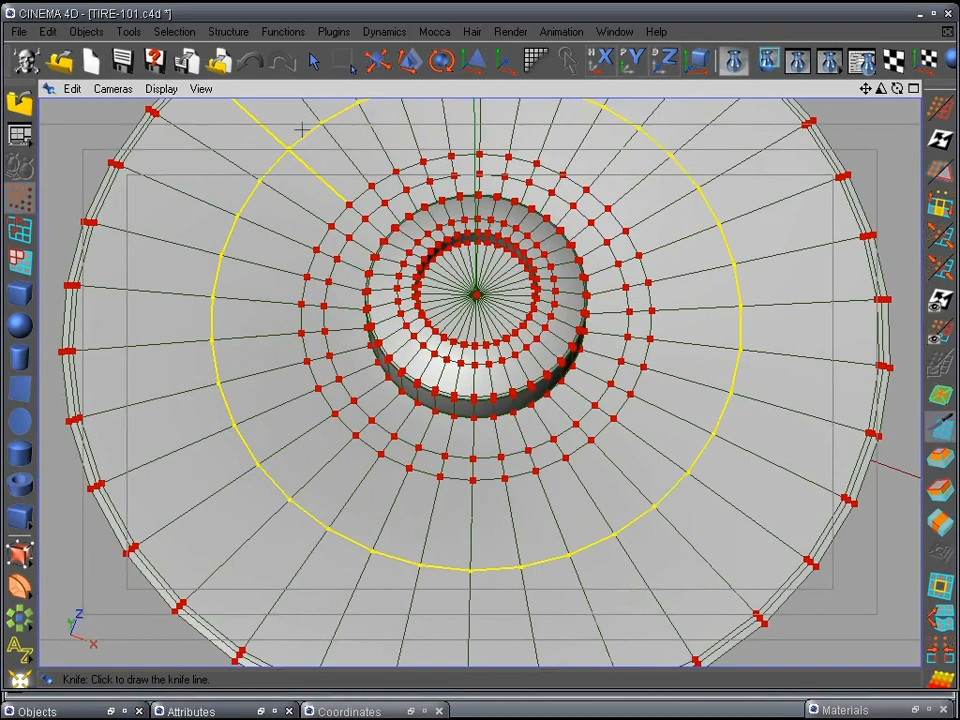 CINEMA 4D - [TIRE-101.c4d *]
File Edit Objects Tools Selection Structure Functions Plugins Dynamics Mocca Hair Render Animation Window Help
X Y Z
Edit Cameras Display View
Z
Y
X
Knife: Click to draw the knife line.
Objects Attributes Coordinates Materials